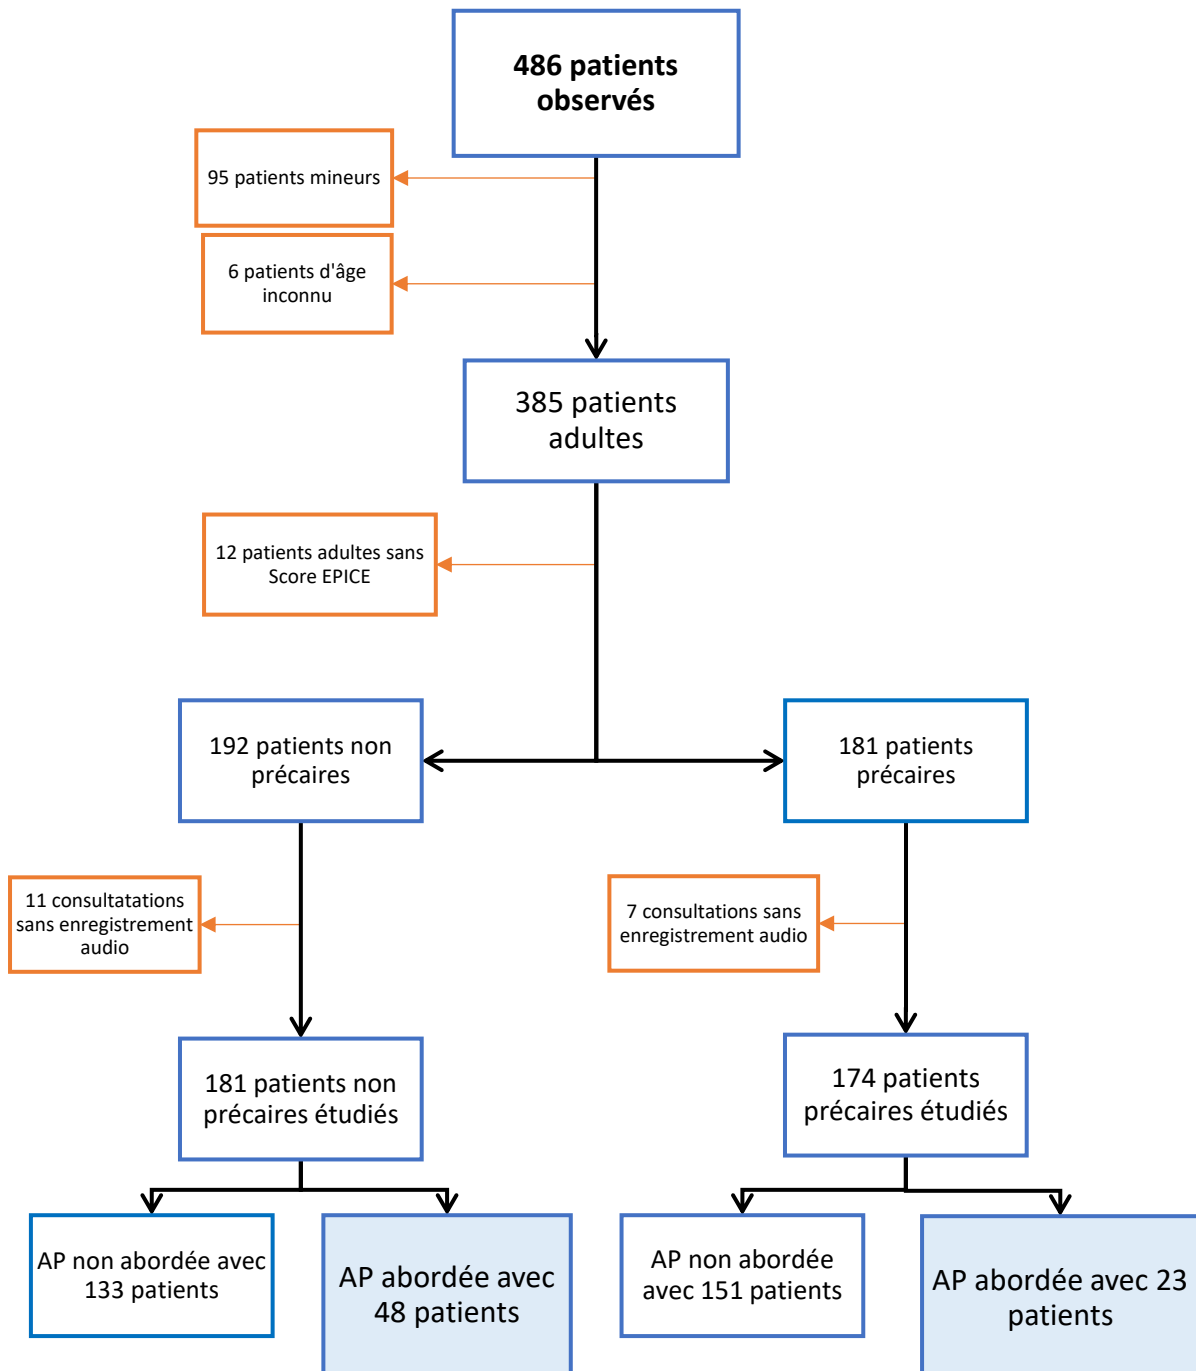 486 patients
observés
95 patients mineurs
6 patients d'âge
inconnu
385 patients
adultes
12 patients adultes sans
Score EPICE
192 patients non
précaires
181 patients
précaires
11 consultatations
sans enregistrement
audio
7 consultations sans
enregistrement audio
181 patients non
précaires étudiés
174 patients
précaires étudiés
AP non abordée avec
133 patients
AP abordée avec
48 patients
AP non abordée
avec 151 patients
AP abordée avec 23
patients